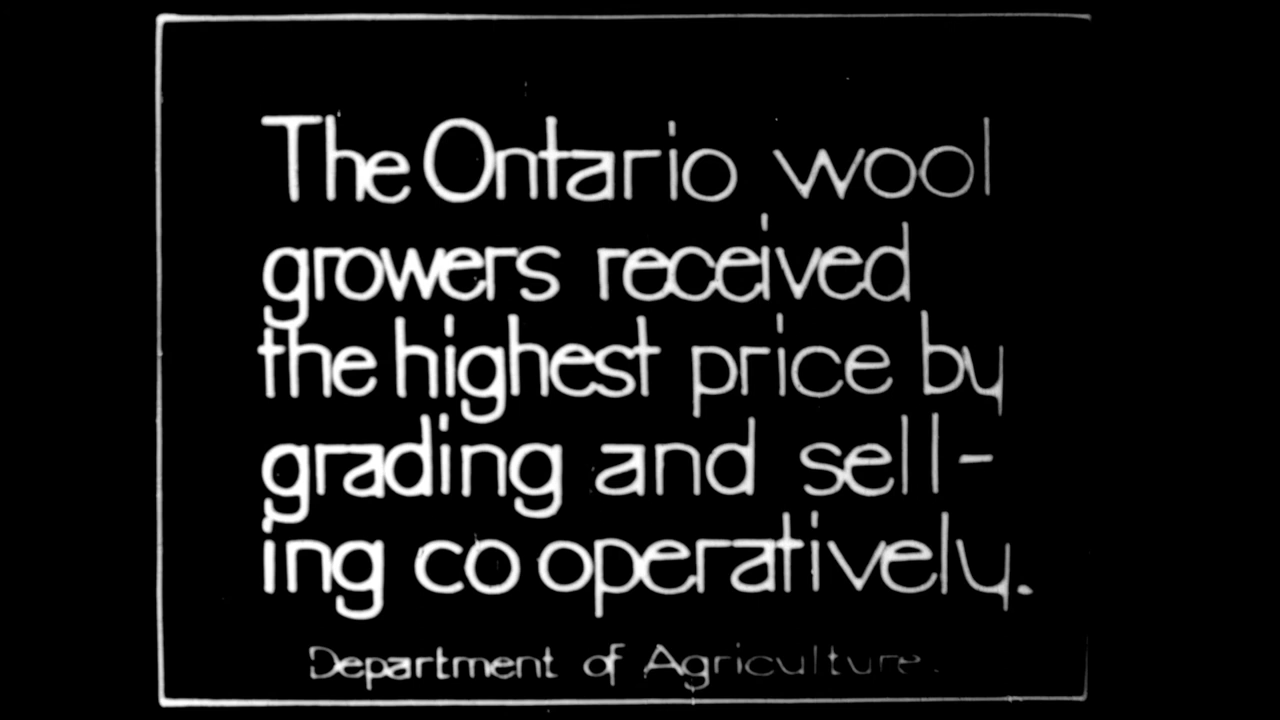 The Ontario wool
growers received
the highest price by
grading and sell-
ing co operatively.
Department of Agriculture.